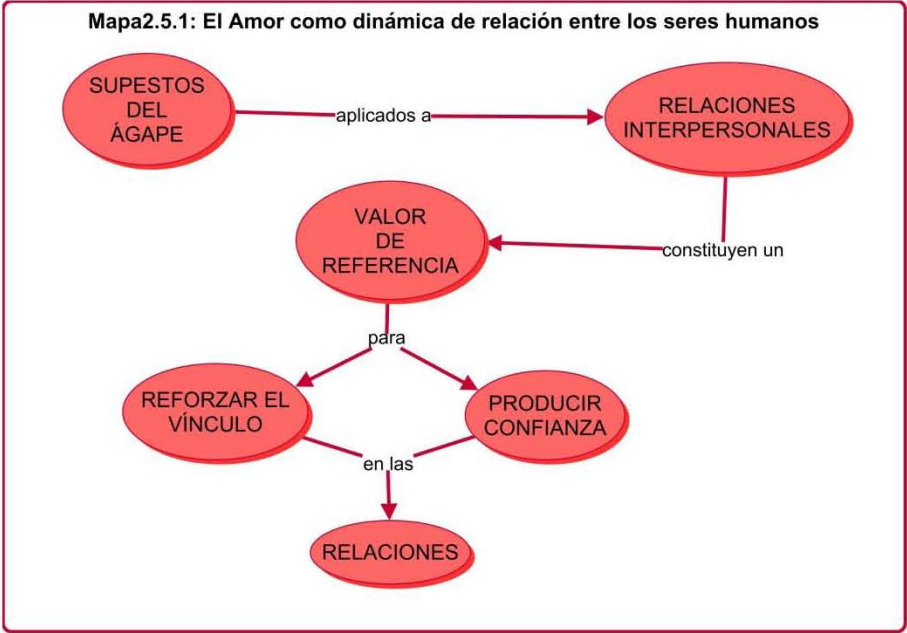 Mapa2.5.1: El Amor como dinámica de relación entre los seres humanos
SUPESTOS
DEL
ÁGAPE
aplicados a
RELACIONES
INTERPERSONALES
VALOR
DE
REFERENCIA
constituyen un
para
REFORZAR EL
VÍNCULO
PRODUCIR
CONFIANZA
en las
RELACIONES